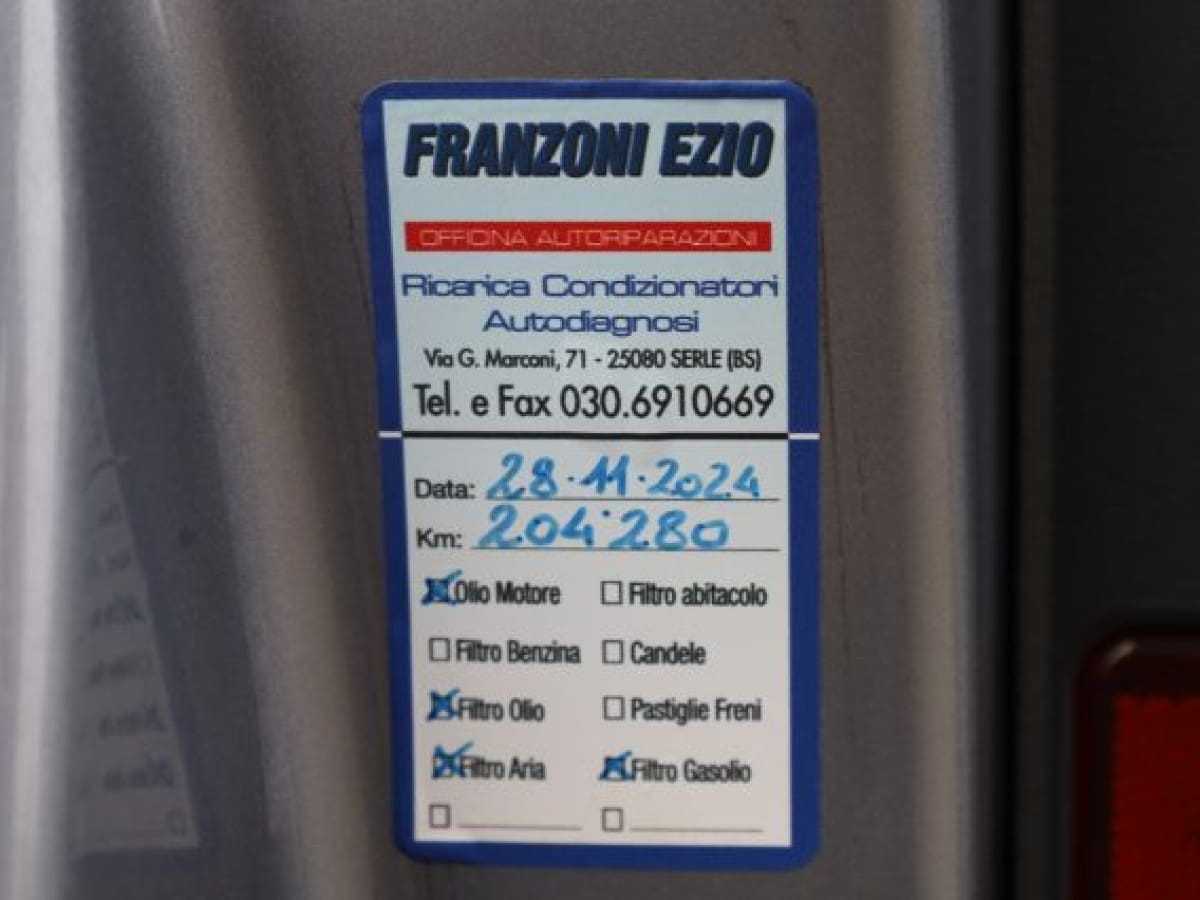 FRANZONI EZIO
OFFICINA AUTORIPARAZIONI
Ricarica Condizionatori
Autodiagnosi
Via G. Marconi, 71 - 25080 SERLE (BS)
Tel. e Fax 030.6910669
Data: 28.11.2024
Km: 204.280
Olio Motore Filtro abitacolo
Filtro Benzina Candele
Filtro Olio Pastiglie Freni
Filtro Aria Filtro Gasolio